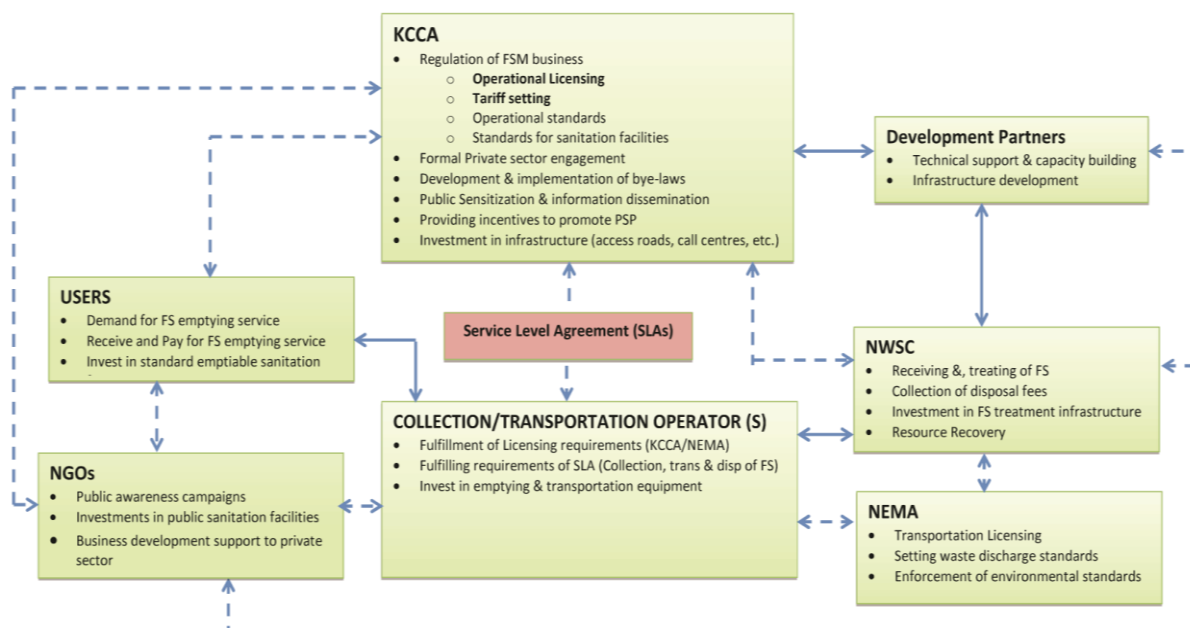 KCCA
• Regulation of FSM business
○ Operational Licensing
○ Tariff setting
○ Operational standards
○ Standards for sanitation facilities
• Formal Private sector engagement
• Development & implementation of bye-laws
• Public Sensitization & information dissemination
• Providing incentives to promote PSP
• Investment in infrastructure (access roads, call centres, etc.)
Development Partners
• Technical support & capacity building
• Infrastructure development
USERS
• Demand for FS emptying service
• Receive and Pay for FS emptying service
• Invest in standard emptiable sanitation
Service Level Agreement (SLAs)
NWSC
• Receiving &, treating of FS
• Collection of disposal fees
• Investment in FS treatment infrastructure
• Resource Recovery
COLLECTION/TRANSPORTATION OPERATOR (S)
• Fulfillment of Licensing requirements (KCCA/NEMA)
• Fulfilling requirements of SLA (Collection, trans & disp of FS)
• Invest in emptying & transportation equipment
NGOs
• Public awareness campaigns
• Investments in public sanitation facilities
• Business development support to private
sector
NEMA
• Transportation Licensing
• Setting waste discharge standards
• Enforcement of environmental standards